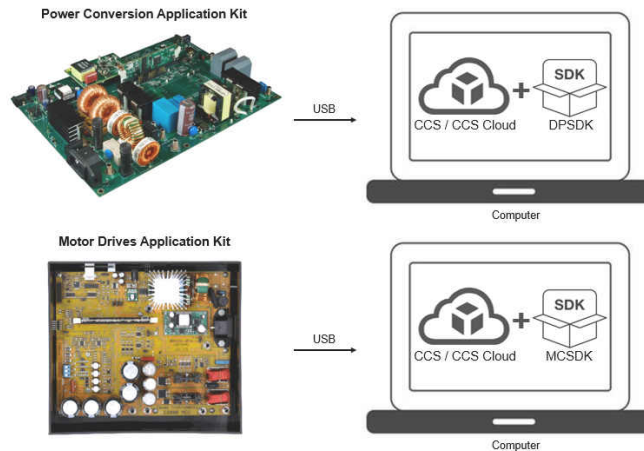 Power Conversion Application Kit
USB
SDK
CCS / CCS Cloud
DPSDK
Computer
Motor Drives Application Kit
USB
SDK
CCS / CCS Cloud
MCSDK
Computer